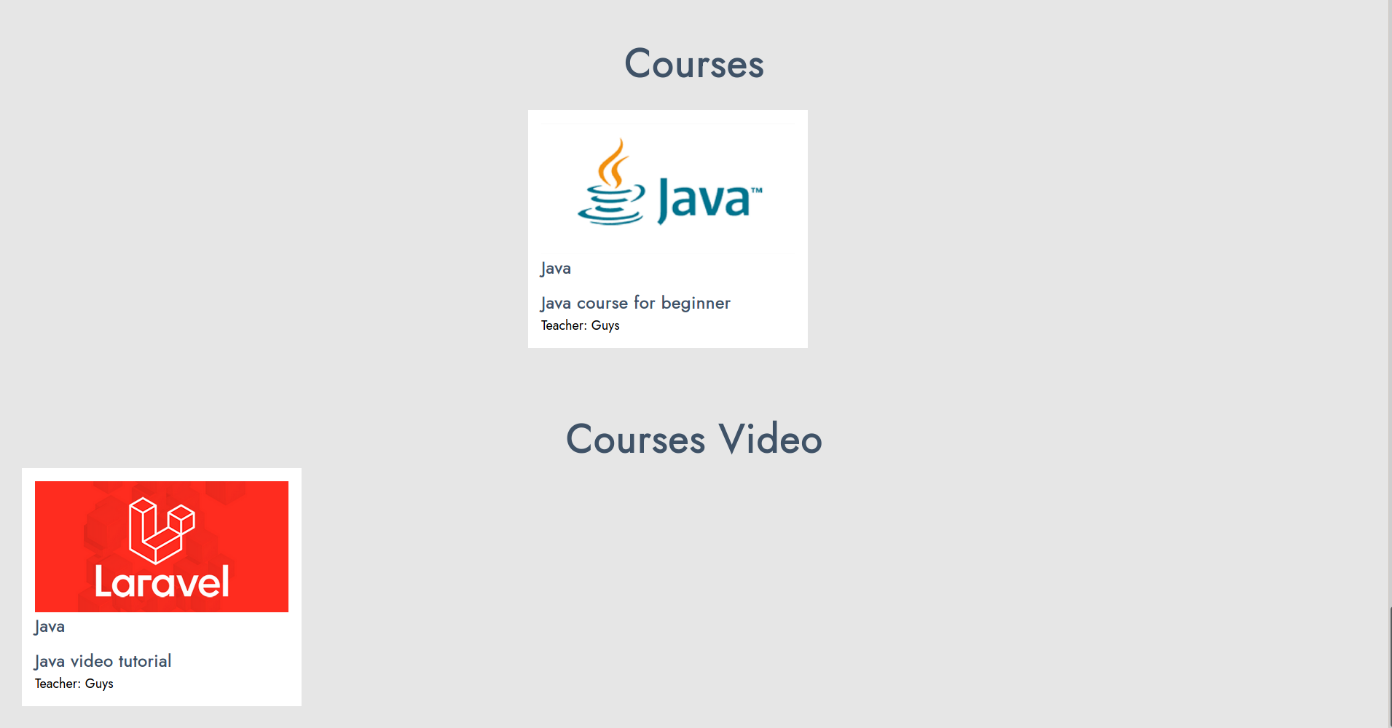 Courses
Java™
Java
Java course for beginner
Teacher: Guys
Courses Video
Laravel
Java
Java video tutorial
Teacher: Guys